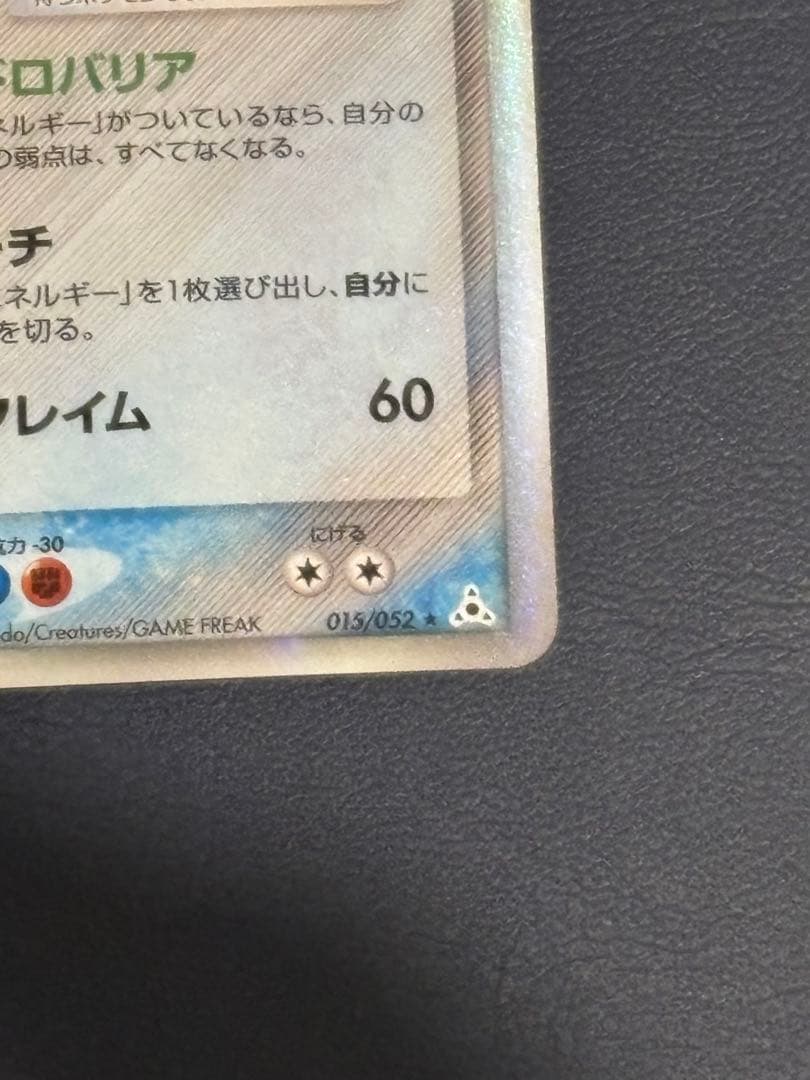 ドロバリア
ネルギー」がついているなら、自分の
の弱点は、すべてなくなる。
ーチ
エネルギー」を1枚選び出し、自分に
を切る。
フレイム 60
抗力 -30
にげる
do/Creatures/GAME FREAK
015/052 ★